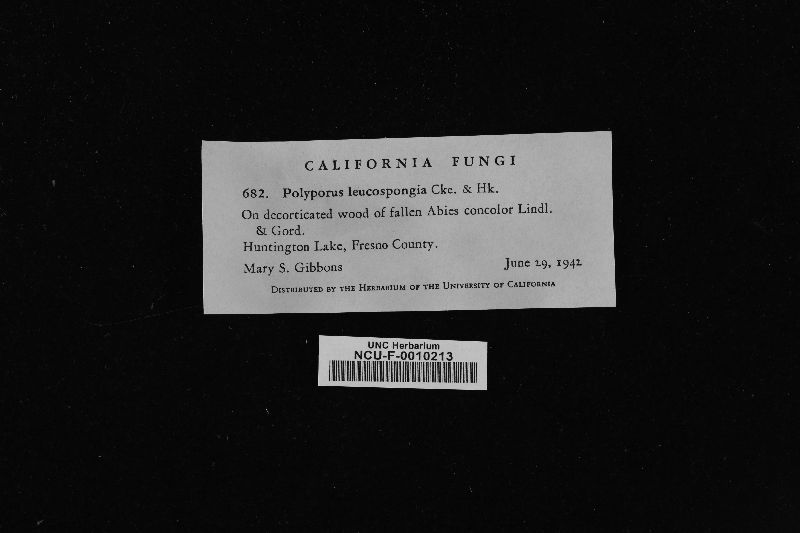 CALIFORNIA FUNGI
682. Polyporus leucospongia Cke. & Hk.
On decorticated wood of fallen Abies concolor Lindl.
& Gord.
Huntington Lake, Fresno County.
Mary S. Gibbons June 29, 1942
Distributed by the Herbarium of the University of California
UNC Herbarium
NCU-F-0010213